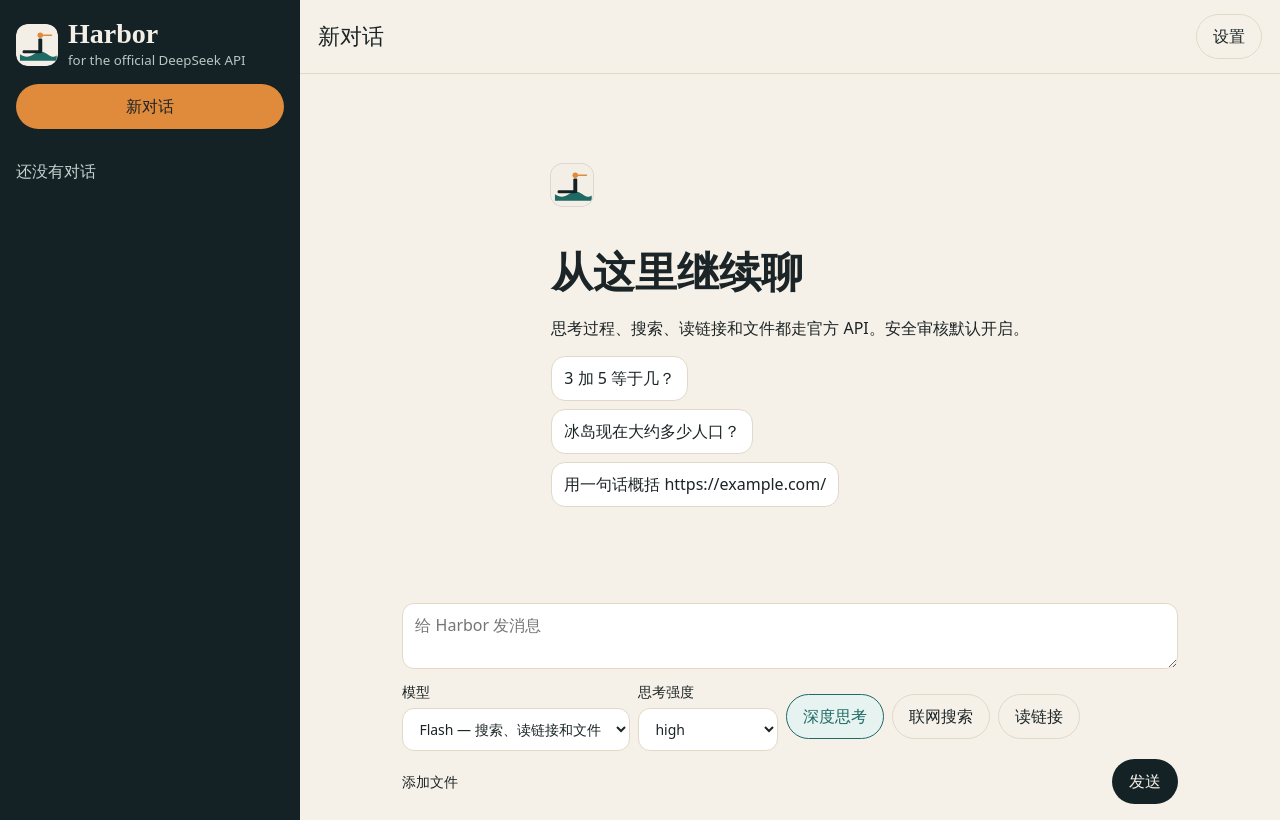 Harbor
for the official DeepSeek API
新对话
还没有对话
新对话
设置
从这里继续聊
思考过程、搜索、读链接和文件都走官方 API。安全审核默认开启。
3 加 5 等于几？
冰岛现在大约多少人口？
用一句话概括 https://example.com/
给 Harbor 发消息
模型
思考强度
Flash — 搜索、读链接和文件
high
深度思考
联网搜索
读链接
添加文件
发送